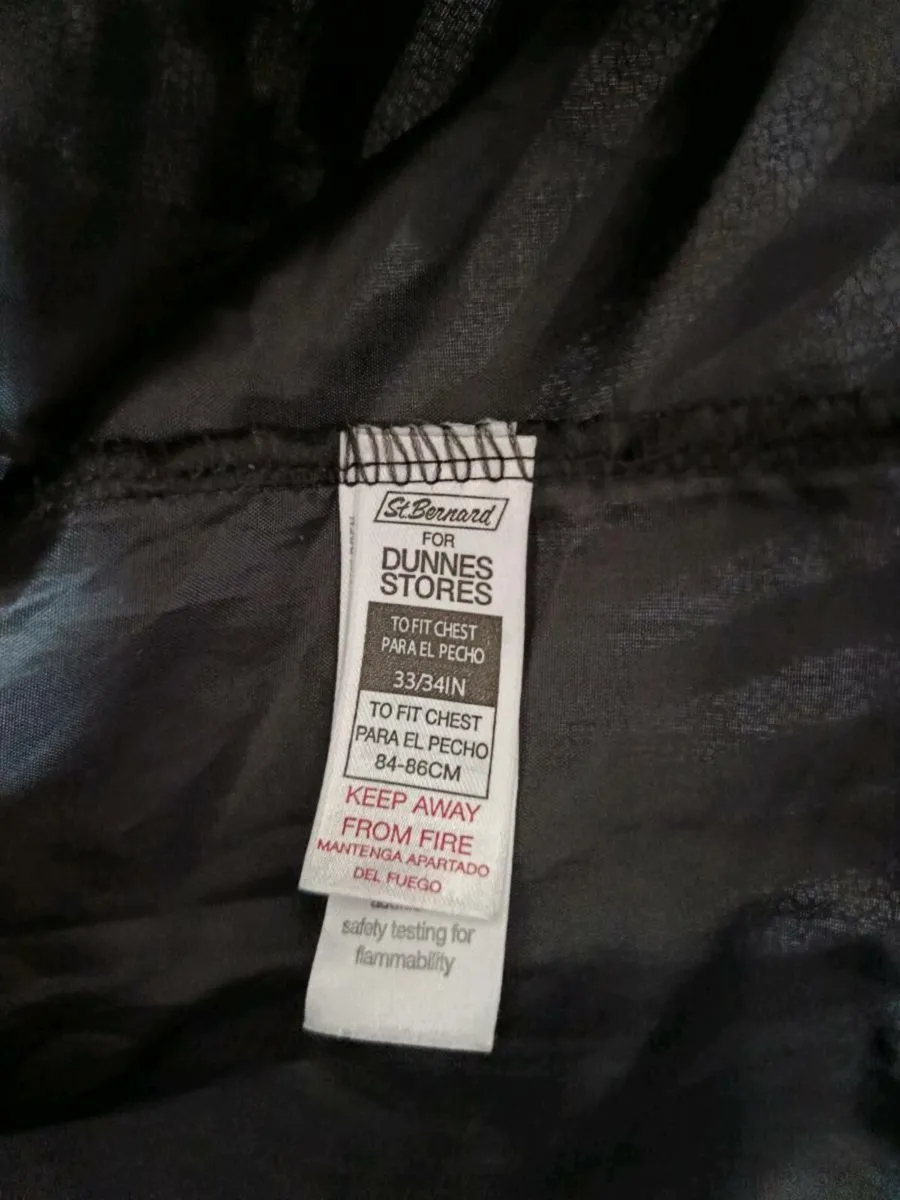 St.Bernard
FOR
DUNNES
STORES
TO FIT CHEST
PARA EL PECHO
33/34IN
TO FIT CHEST
PARA EL PECHO
84-86CM
KEEP AWAY
FROM FIRE
MANTENGA APARTADO
DEL FUEGO
safety testing for
flammability